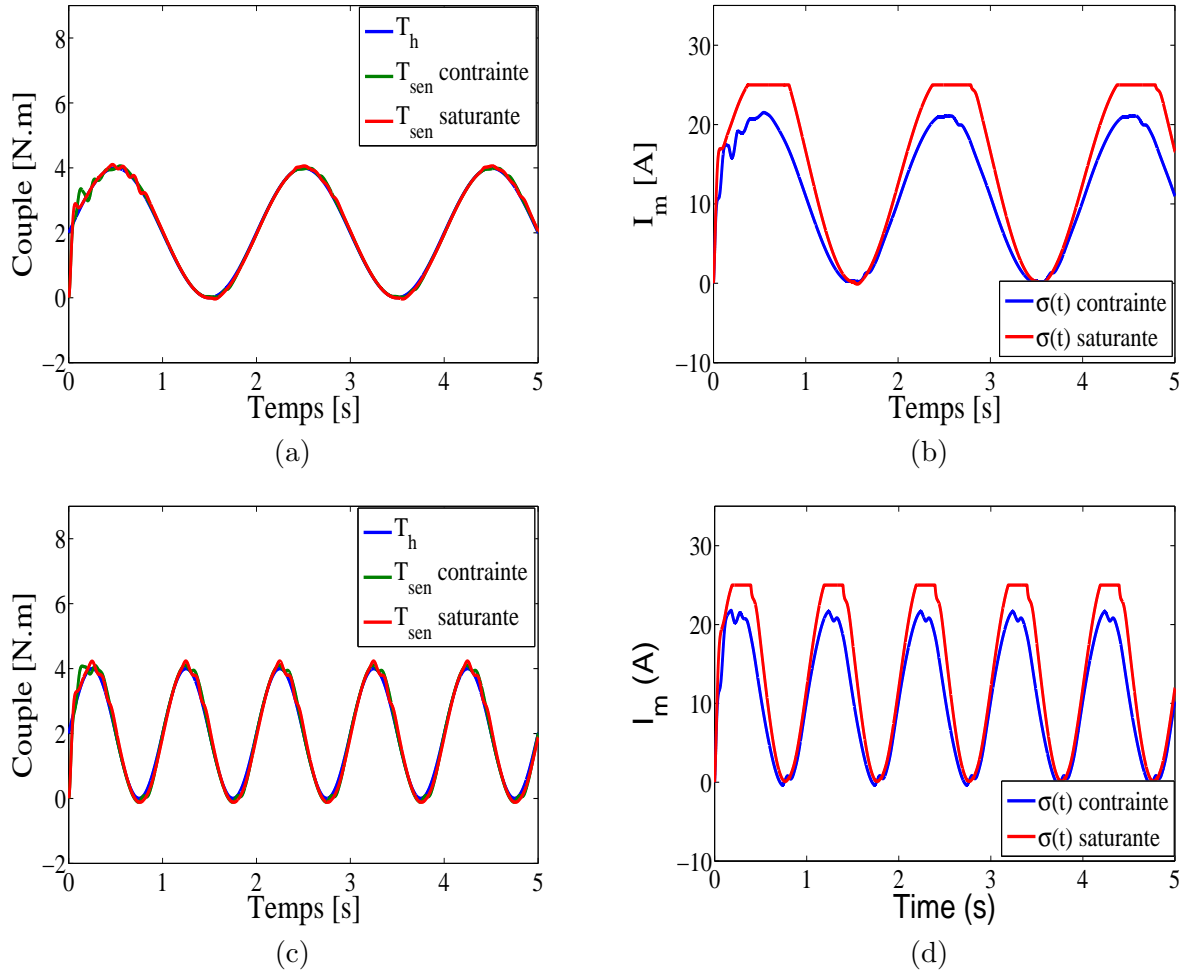 8
6
4
2
0
−2
Couple [N.m]
T_h
T_sen contrainte
T_sen saturante
0 1 2 3 4 5
Temps [s]
(a)
30
20
10
0
−10
I_m [A]
σ(t) contrainte
σ(t) saturante
0 1 2 3 4 5
Temps [s]
(b)
8
6
4
2
0
−2
Couple [N.m]
T_h
T_sen contrainte
T_sen saturante
0 1 2 3 4 5
Temps [s]
(c)
30
20
10
0
−10
I_m (A)
σ(t) contrainte
σ(t) saturante
0 1 2 3 4 5
Time (s)
(d)